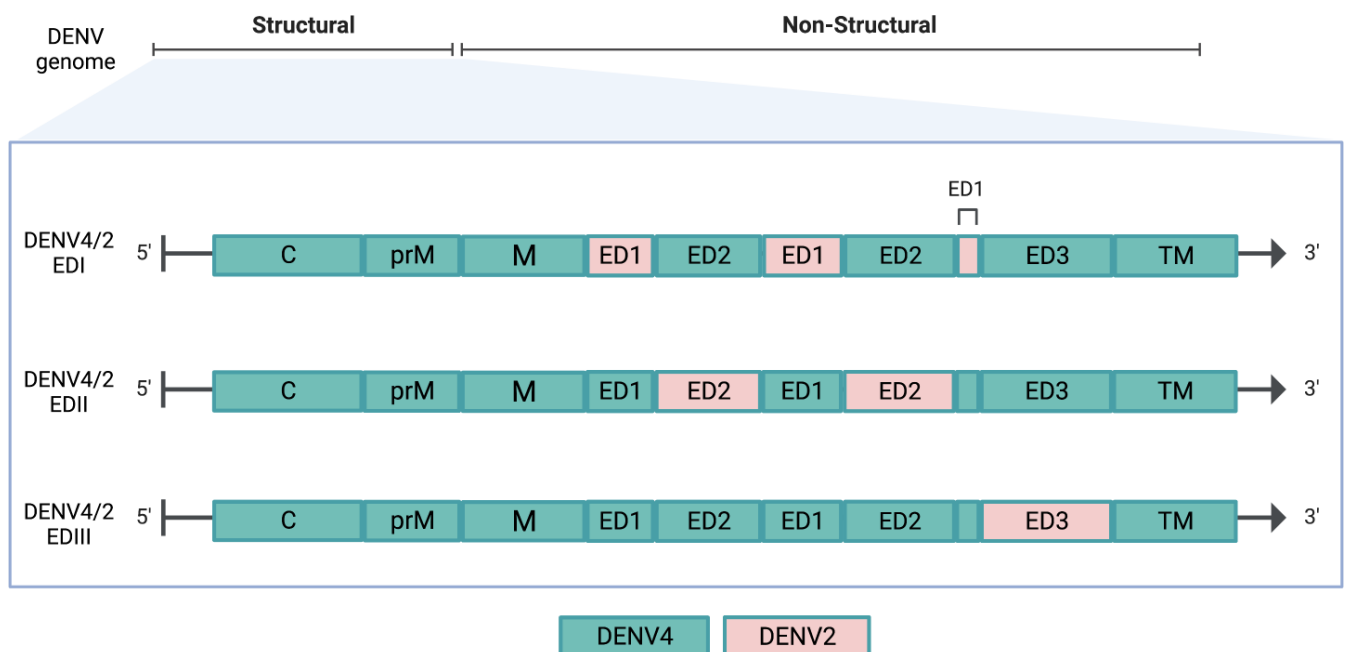 Structural
Non-Structural
DENV
genome
ED1
DENV4/2
EDI
5' C prM M ED1 ED2 ED1 ED2 ED3 TM 3'
DENV4/2
EDII
5' C prM M ED1 ED2 ED1 ED2 ED3 TM 3'
DENV4/2
EDIII
5' C prM M ED1 ED2 ED1 ED2 ED3 TM 3'
DENV4 DENV2